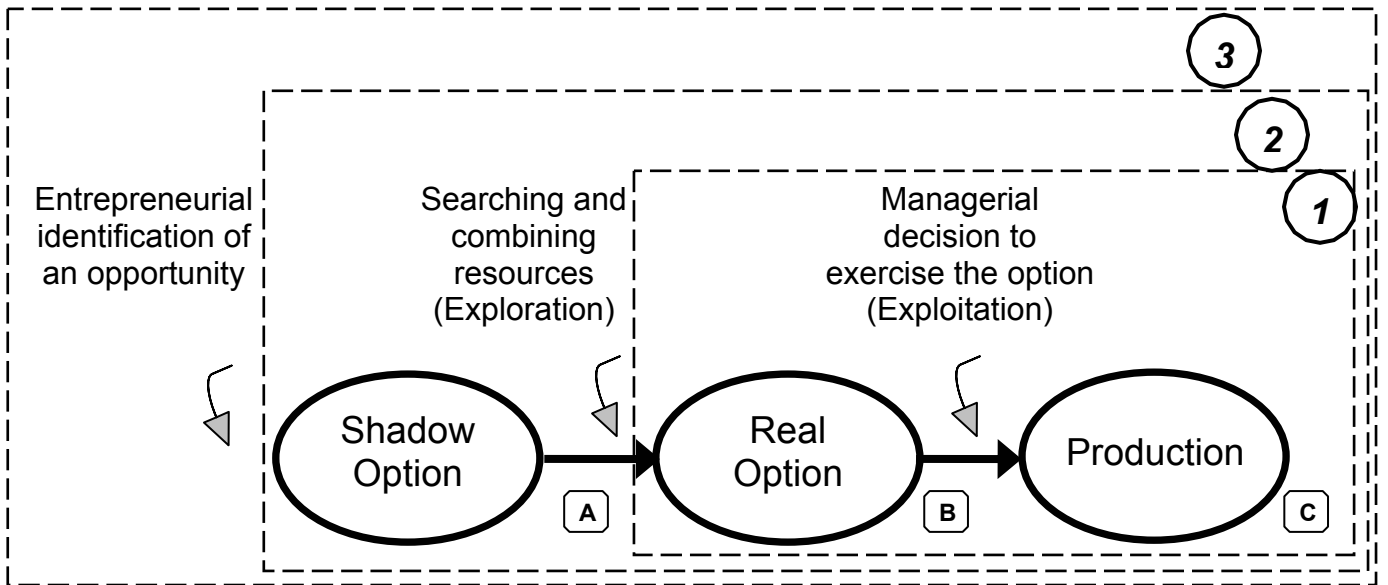 3
2
1
Entrepreneurial
identification of
an opportunity
Searching and
combining
resources
(Exploration)
Managerial
decision to
exercise the option
(Exploitation)
Shadow
Option
Real
Option
Production
A
B
C